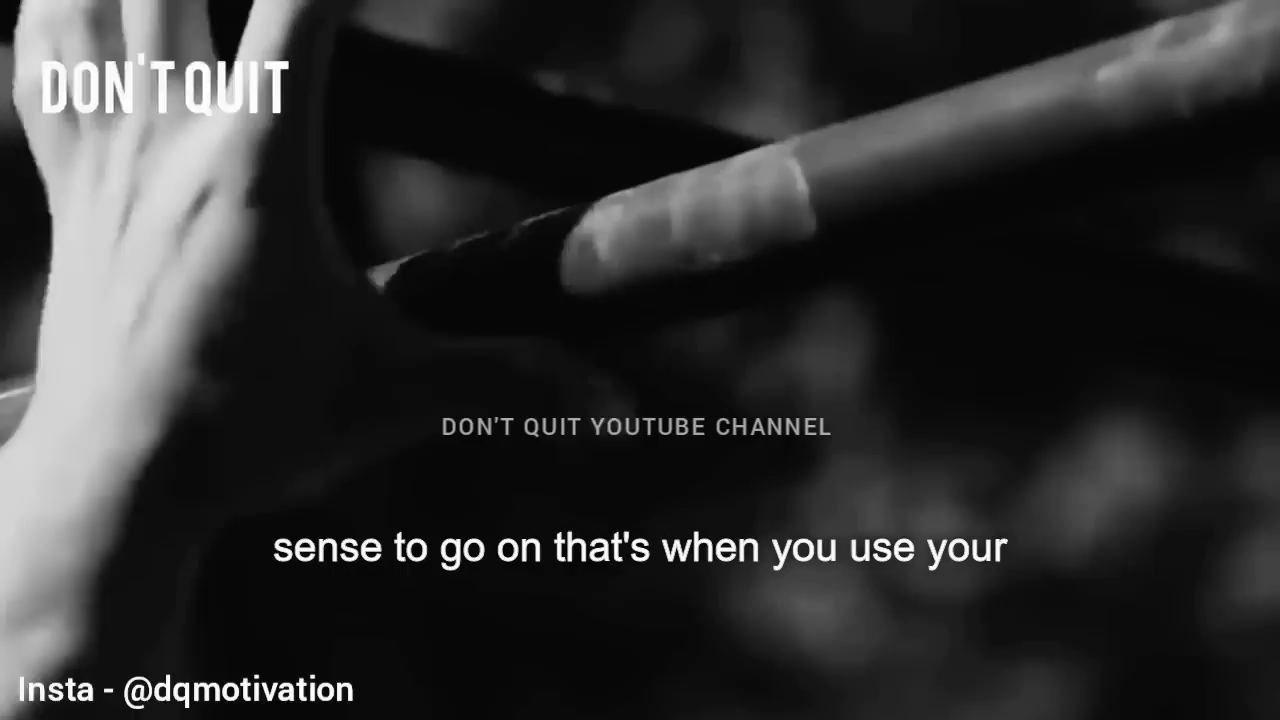 DON'T QUIT
DON'T QUIT YOUTUBE CHANNEL
sense to go on that's when you use your
Insta - @dqmotivation